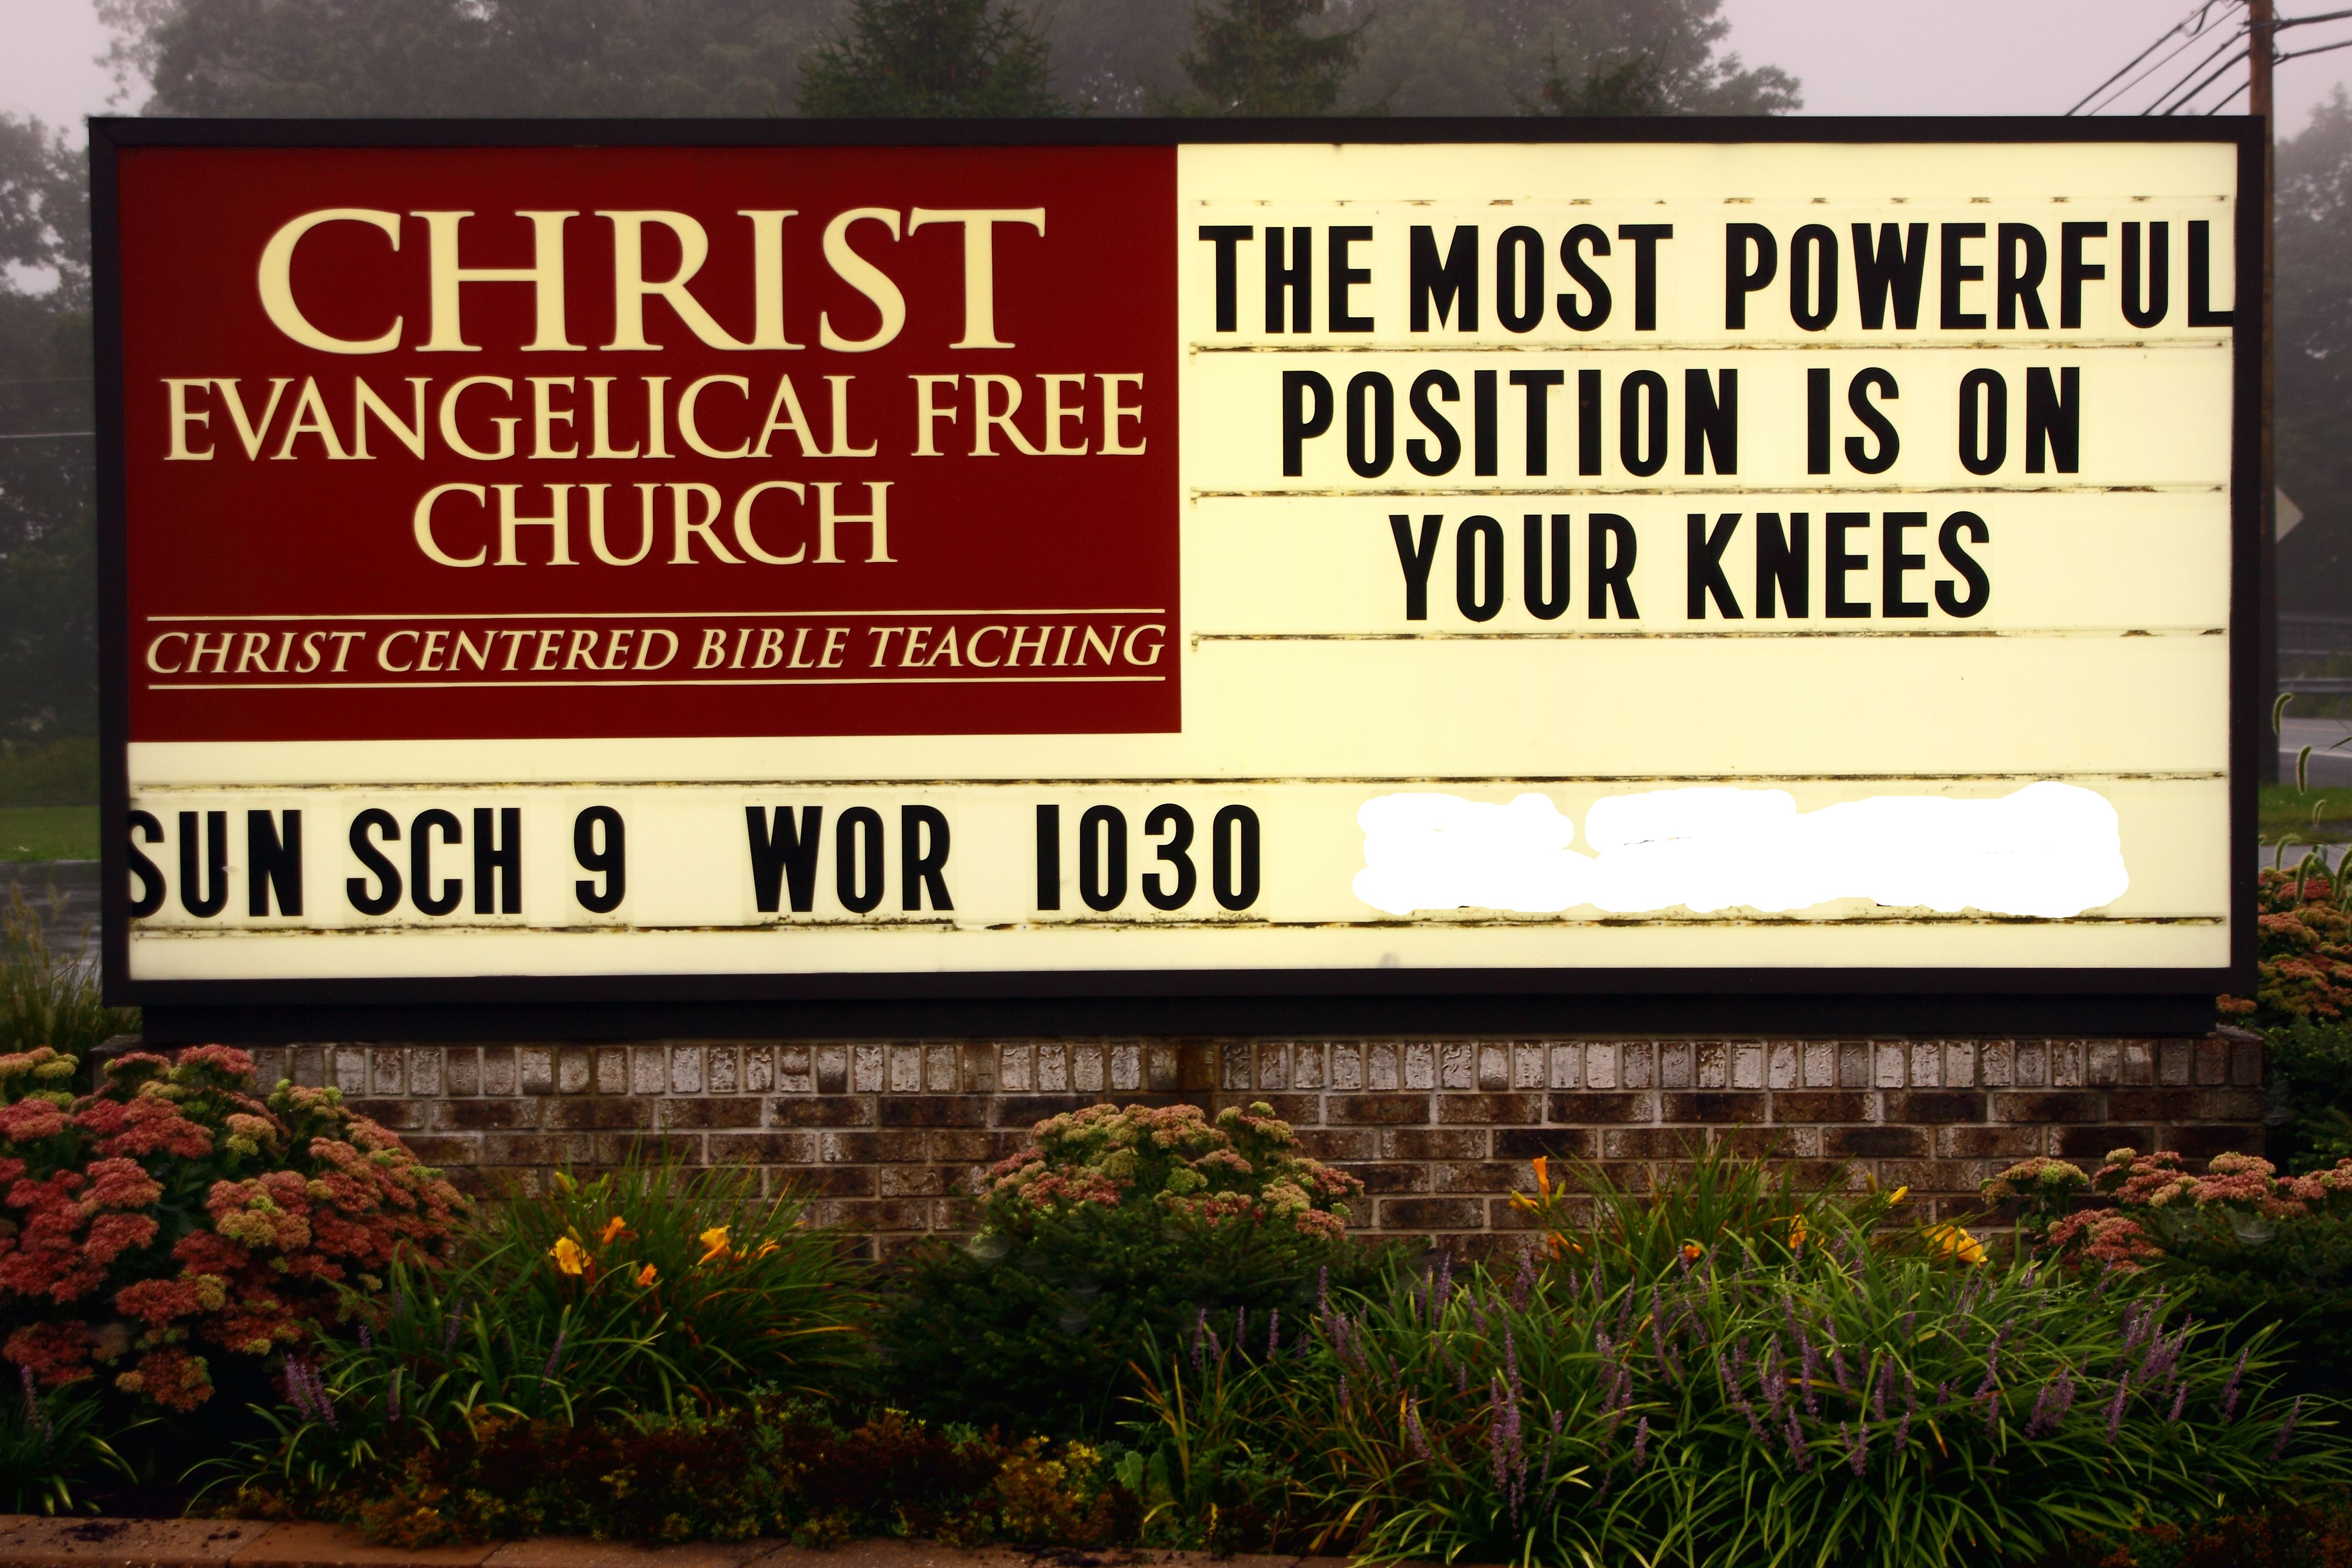 CHRIST
EVANGELICAL FREE
CHURCH
CHRIST CENTERED BIBLE TEACHING
THE MOST POWERFUL
POSITION IS ON
YOUR KNEES
SUN SCH 9 WOR 1030